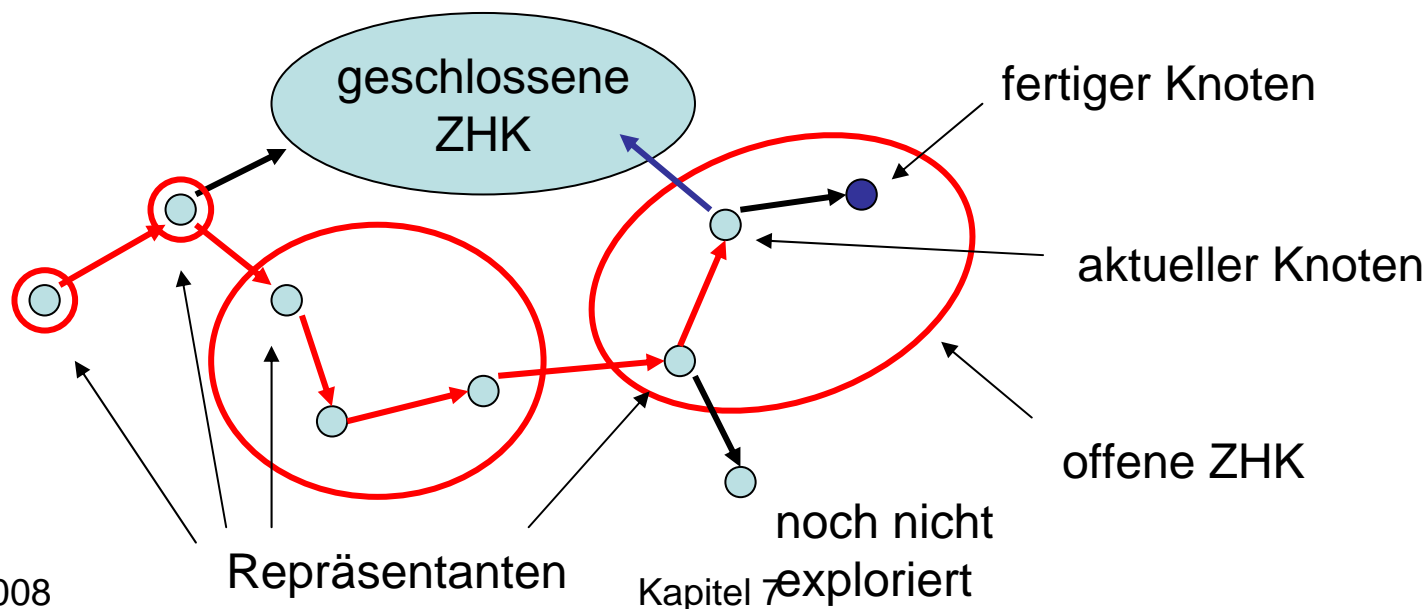 geschlossene
ZHK
fertiger Knoten
aktueller Knoten
offene ZHK
noch nicht
exploriert
Repräsentanten
008
Kapitel 7